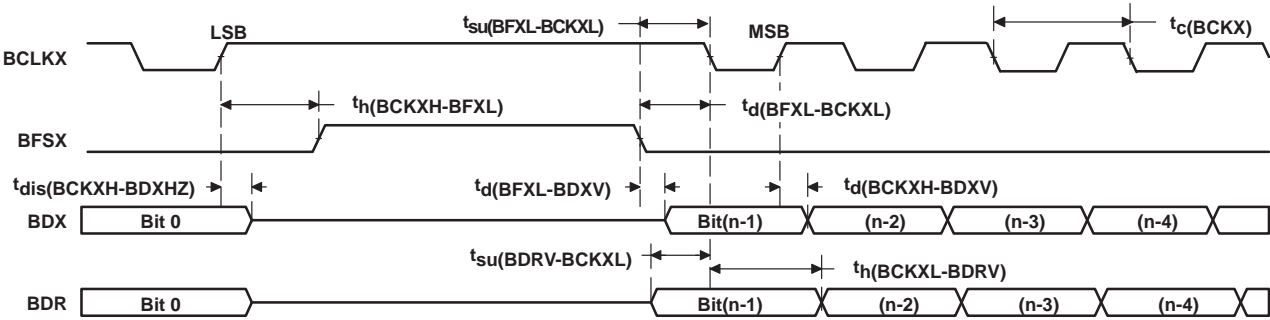 LSB
tsu(BFXL-BCKXL)
MSB
tc(BCKX)
BCLKX
th(BCKXH-BFXL)
td(BFXL-BCKXL)
BFSX
tdis(BCKXH-BDXHZ)
td(BFXL-BDXV)
td(BCKXH-BDXV)
BDX Bit 0 Bit(n-1) (n-2) (n-3) (n-4)
tsu(BDRV-BCKXL)
th(BCKXL-BDRV)
BDR Bit 0 Bit(n-1) (n-2) (n-3) (n-4)